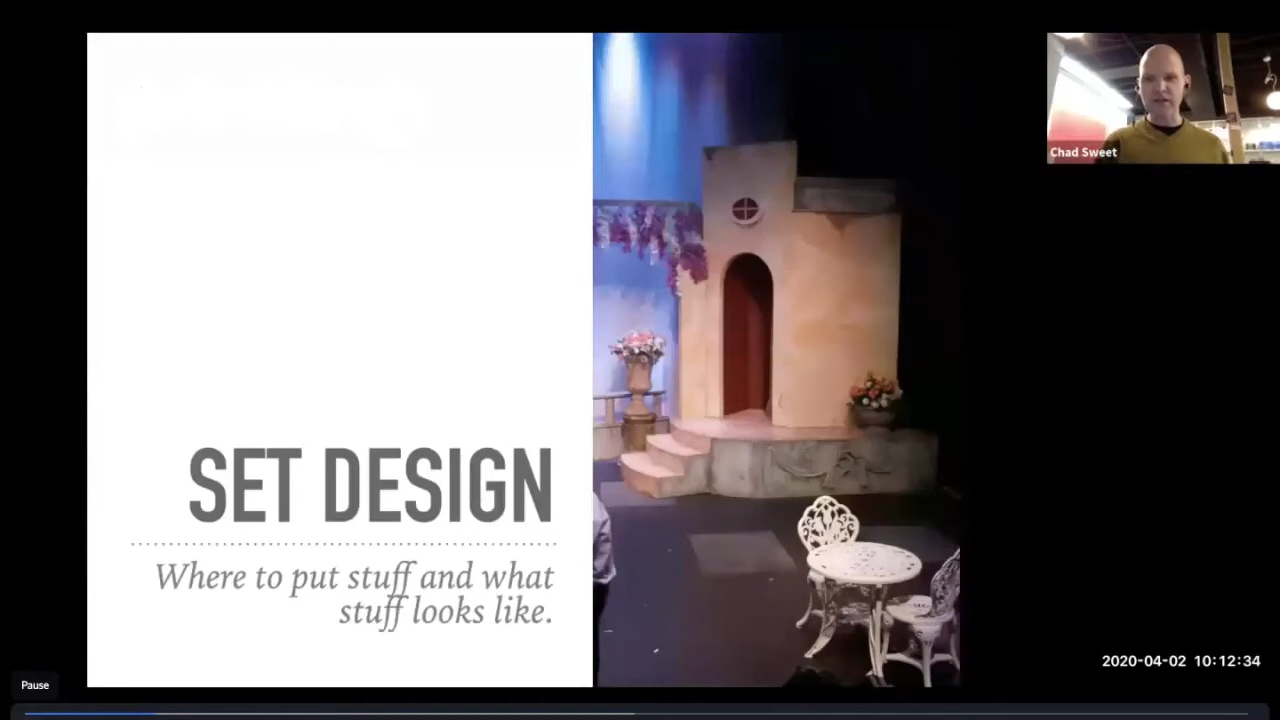 Chad Sweet
SET DESIGN
Where to put stuff and what
stuff looks like.
2020-04-02 10:12:34
Pause